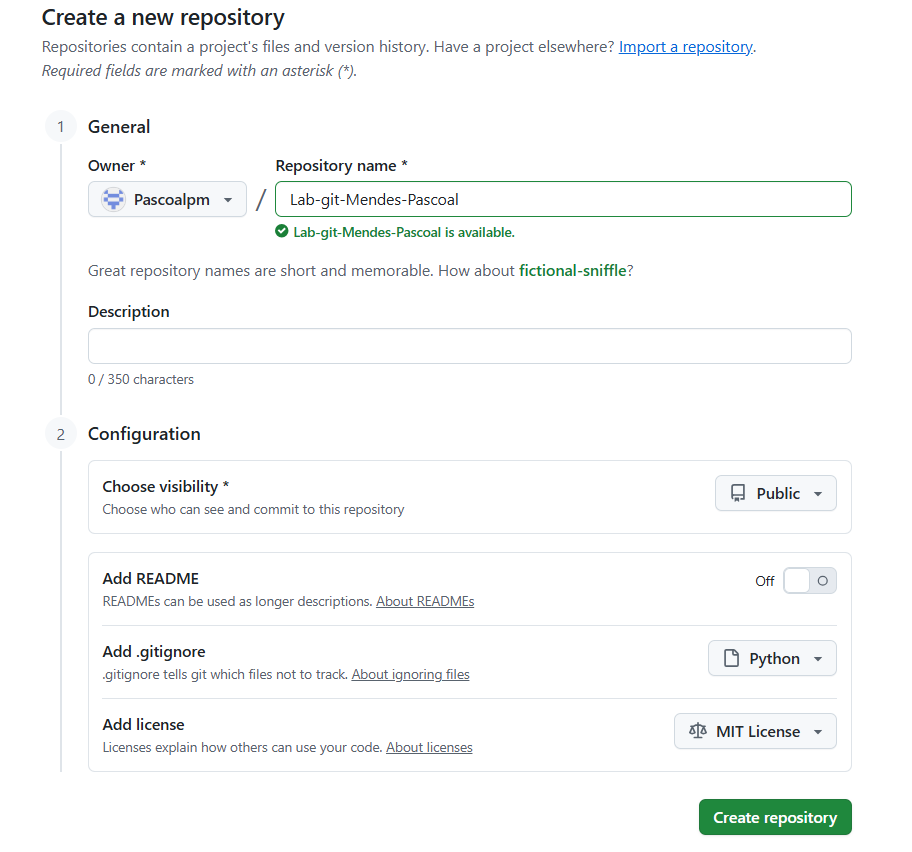 Create a new repository
Repositories contain a project's files and version history. Have a project elsewhere? Import a repository.
Required fields are marked with an asterisk (*).
1 General
Owner * Repository name *
Pascoalpm / Lab-git-Mendes-Pascoal
Lab-git-Mendes-Pascoal is available.
Great repository names are short and memorable. How about fictional-sniffle?
Description
0 / 350 characters
2 Configuration
Choose visibility *
Choose who can see and commit to this repository
Public
Add README
READMEs can be used as longer descriptions. About READMEs
Off
Add .gitignore
.gitignore tells git which files not to track. About ignoring files
Python
Add license
Licenses explain how others can use your code. About licenses
MIT License
Create repository